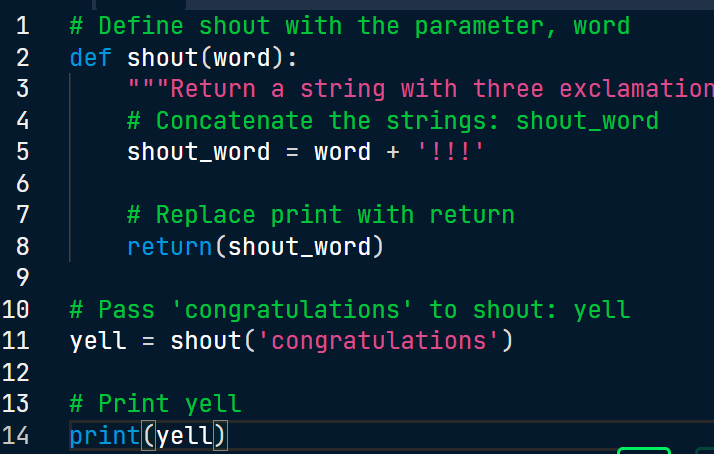 1 # Define shout with the parameter, word
2 def shout(word):
3     """Return a string with three exclamation
4     # Concatenate the strings: shout_word
5     shout_word = word + '!!!'
6
7     # Replace print with return
8     return(shout_word)
9
10 # Pass 'congratulations' to shout: yell
11 yell = shout('congratulations')
12
13 # Print yell
14 print(yell)